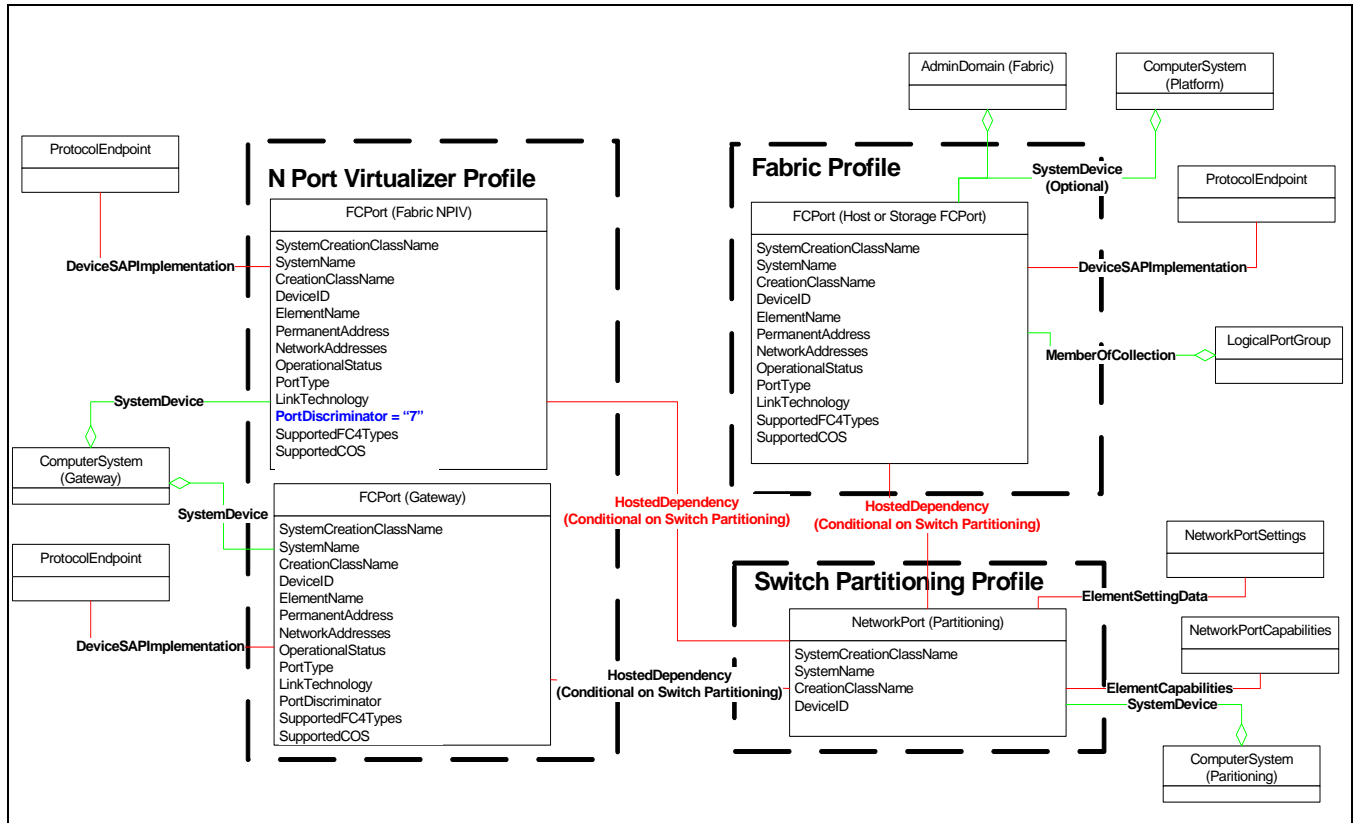 AdminDomain (Fabric)
ComputerSystem
(Platform)
ProtocolEndpoint
N Port Virtualizer Profile
FCPort (Fabric NPIV)
SystemCreationClassName
SystemName
CreationClassName
DeviceID
ElementName
PermanentAddress
NetworkAddresses
OperationalStatus
PortType
LinkTechnology
PortDiscriminator = “7”
SupportedFC4Types
SupportedCOS
DeviceSAPImplementation
SystemDevice
ComputerSystem
(Gateway)
SystemDevice
FCPort (Gateway)
SystemCreationClassName
SystemName
CreationClassName
DeviceID
ElementName
PermanentAddress
NetworkAddresses
OperationalStatus
PortType
LinkTechnology
PortDiscriminator
SupportedFC4Types
SupportedCOS
ProtocolEndpoint
DeviceSAPImplementation
Fabric Profile
SystemDevice
(Optional)
ProtocolEndpoint
FCPort (Host or Storage FCPort)
SystemCreationClassName
SystemName
CreationClassName
DeviceID
ElementName
PermanentAddress
NetworkAddresses
OperationalStatus
PortType
LinkTechnology
SupportedFC4Types
SupportedCOS
DeviceSAPImplementation
MemberOfCollection
LogicalPortGroup
HostedDependency
(Conditional on Switch Partitioning)
HostedDependency
(Conditional on Switch Partitioning)
HostedDependency
(Conditional on Switch Partitioning)
Switch Partitioning Profile
NetworkPort (Partitioning)
SystemCreationClassName
SystemName
CreationClassName
DeviceID
NetworkPortSettings
ElementSettingData
NetworkPortCapabilities
ElementCapabilities
SystemDevice
ComputerSystem
(Paritioning)